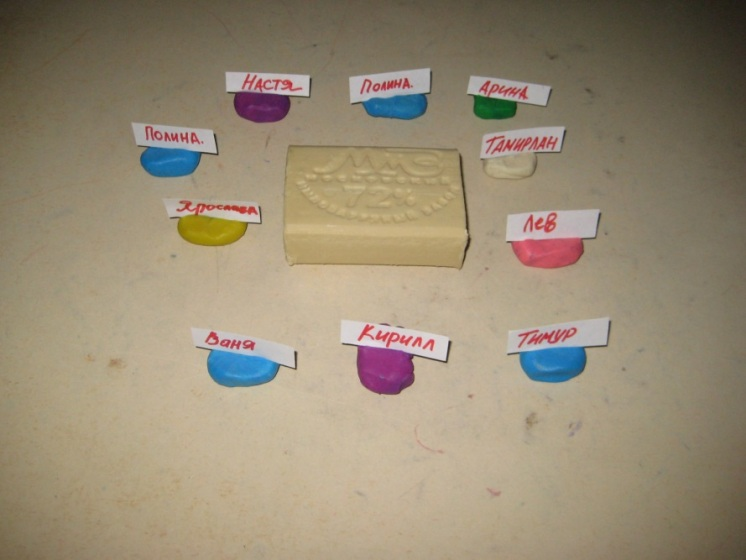 Настя
Полина.
Арина
Полина.
Тамирлан
72%
Ярослава
Лев
Ваня
Кирилл
Тимур